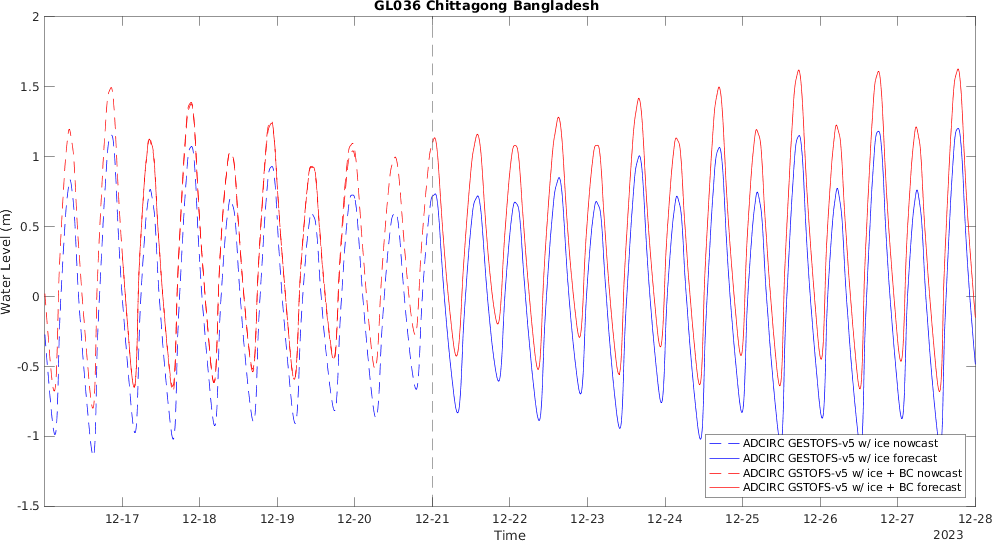 GL036 Chittagong Bangladesh
Water Level (m)
2
1.5
1
0.5
0
-0.5
-1
-1.5
ADCIRC GESTOFS-v5 w/ ice nowcast
ADCIRC GESTOFS-v5 w/ ice forecast
ADCIRC GSTOFS-v5 w/ ice + BC nowcast
ADCIRC GSTOFS-v5 w/ ice + BC forecast
12-17 12-18 12-19 12-20 12-21 12-22 12-23 12-24 12-25 12-26 12-27 12-28
Time
2023